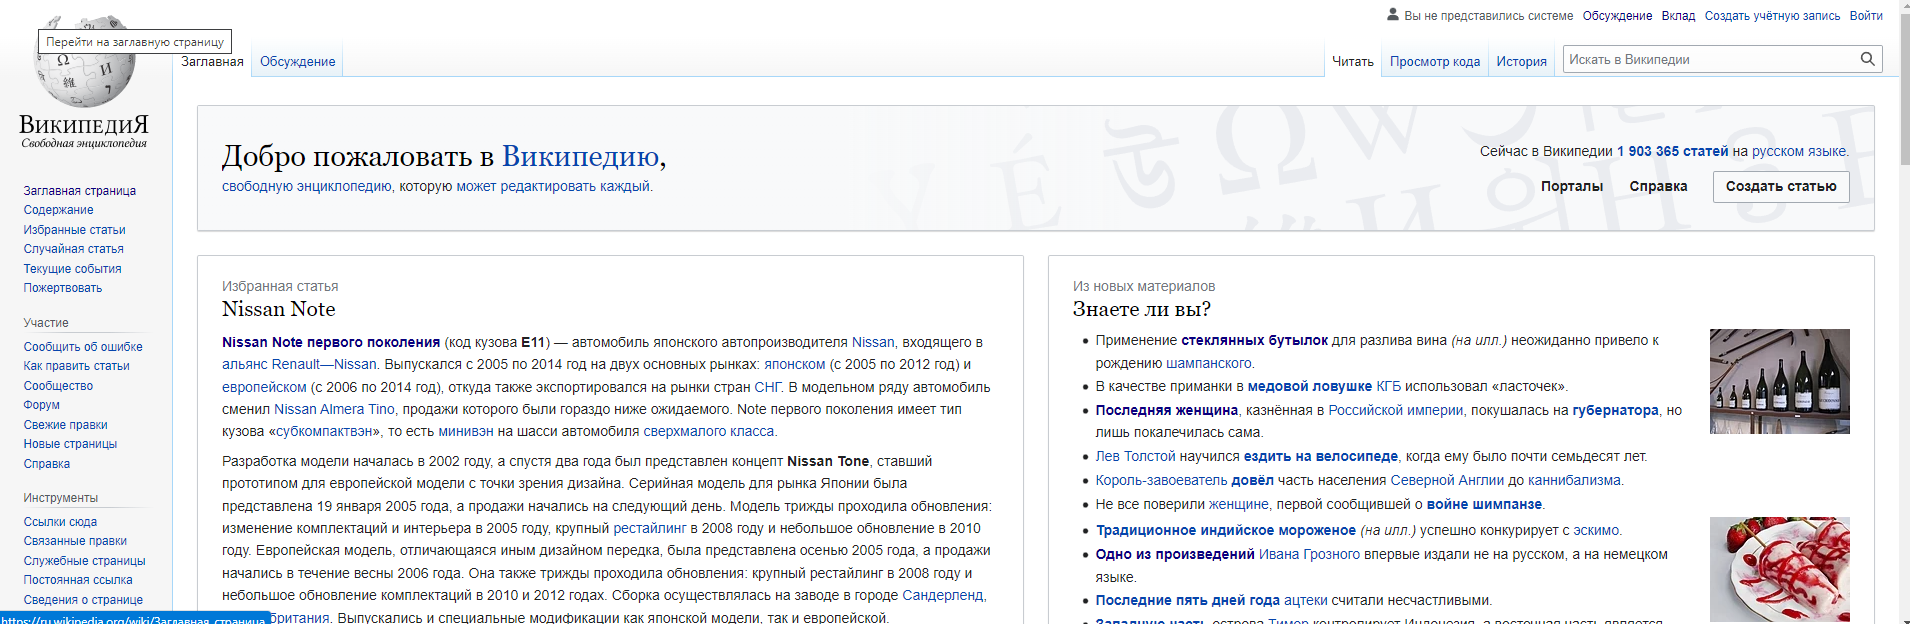 Вы не представились системе Обсуждение Вклад Создать учётную запись Войти
Перейти на заглавную страницу
Заглавная Обсуждение Читать Просмотр кода История Искать в Википедии
ВикипедиЯ
Свободная энциклопедия
Заглавная страница
Содержание
Избранные статьи
Случайная статья
Текущие события
Пожертвовать
Участие
Сообщить об ошибке
Как править статьи
Сообщество
Форум
Свежие правки
Новые страницы
Справка
Инструменты
Ссылки сюда
Связанные правки
Служебные страницы
Постоянная ссылка
Сведения о странице
https://ru.wikipedia.org/wiki/Заглавная_страница
Добро пожаловать в Википедию,
свободную энциклопедию, которую может редактировать каждый.
Сейчас в Википедии 1 903 365 статей на русском языке.
Порталы Справка Создать статью
Избранная статья
Nissan Note
Nissan Note первого поколения (код кузова E11) — автомобиль японского автопроизводителя Nissan, входящего в
альянс Renault—Nissan. Выпускался с 2005 по 2014 год на двух основных рынках: японском (с 2005 по 2012 год) и
европейском (с 2006 по 2014 год), откуда также экспортировался на рынки стран СНГ. В модельном ряду автомобиль
сменил Nissan Almera Tino, продажи которого были гораздо ниже ожидаемого. Note первого поколения имеет тип
кузова «субкомпактвэн», то есть минивэн на шасси автомобиля сверхмалого класса.
Разработка модели началась в 2002 году, а спустя два года был представлен концепт Nissan Tone, ставший
прототипом для европейской модели с точки зрения дизайна. Серийная модель для рынка Японии была
представлена 19 января 2005 года, а продажи начались на следующий день. Модель трижды проходила обновления:
изменение комплектаций и интерьера в 2005 году, крупный рестайлинг в 2008 году и небольшое обновление в 2010
году. Европейская модель, отличающаяся иным дизайном передка, была представлена осенью 2005 года, а продажи
начались в течение весны 2006 года. Она также трижды проходила обновления: крупный рестайлинг в 2008 году и
небольшое обновление комплектаций в 2010 и 2012 годах. Сборка осуществлялась на заводе в городе Сандерленд,
британия. Выпускались и специальные модификации как японской модели, так и европейской.
Из новых материалов
Знаете ли вы?
Применение стеклянных бутылок для разлива вина (на илл.) неожиданно привело к
рождению шампанского.
В качестве приманки в медовой ловушке КГБ использовал «ласточек».
Последняя женщина, казнённая в Российской империи, покушалась на губернатора, но
лишь покалечилась сама.
Лев Толстой научился ездить на велосипеде, когда ему было почти семьдесят лет.
Король-завоеватель довёл часть населения Северной Англии до каннибализма.
Не все поверили женщине, первой сообщившей о войне шимпанзе.
Традиционное индийское мороженое (на илл.) успешно конкурирует с эскимо.
Одно из произведений Ивана Грозного впервые издали не на русском, а на немецком
языке.
Последние пять дней года ацтеки считали несчастливыми.
Западную часть острова Тимор контролирует Индонезия, а восточная часть является